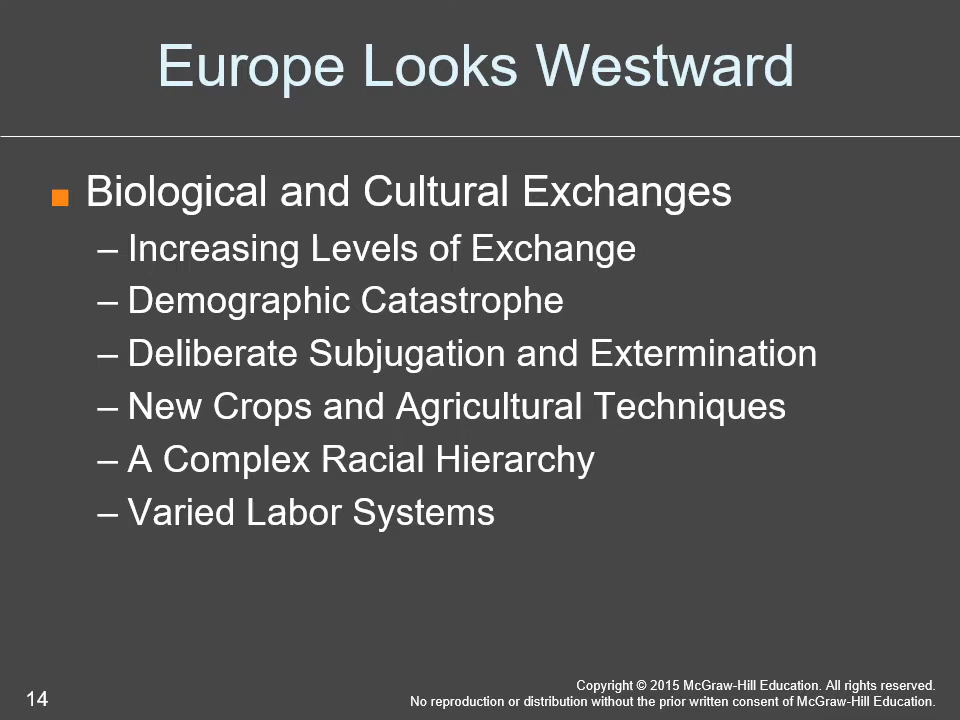 Europe Looks Westward
Biological and Cultural Exchanges
– Increasing Levels of Exchange
– Demographic Catastrophe
– Deliberate Subjugation and Extermination
– New Crops and Agricultural Techniques
– A Complex Racial Hierarchy
– Varied Labor Systems
14
Copyright © 2015 McGraw-Hill Education. All rights reserved.
No reproduction or distribution without the prior written consent of McGraw-Hill Education.